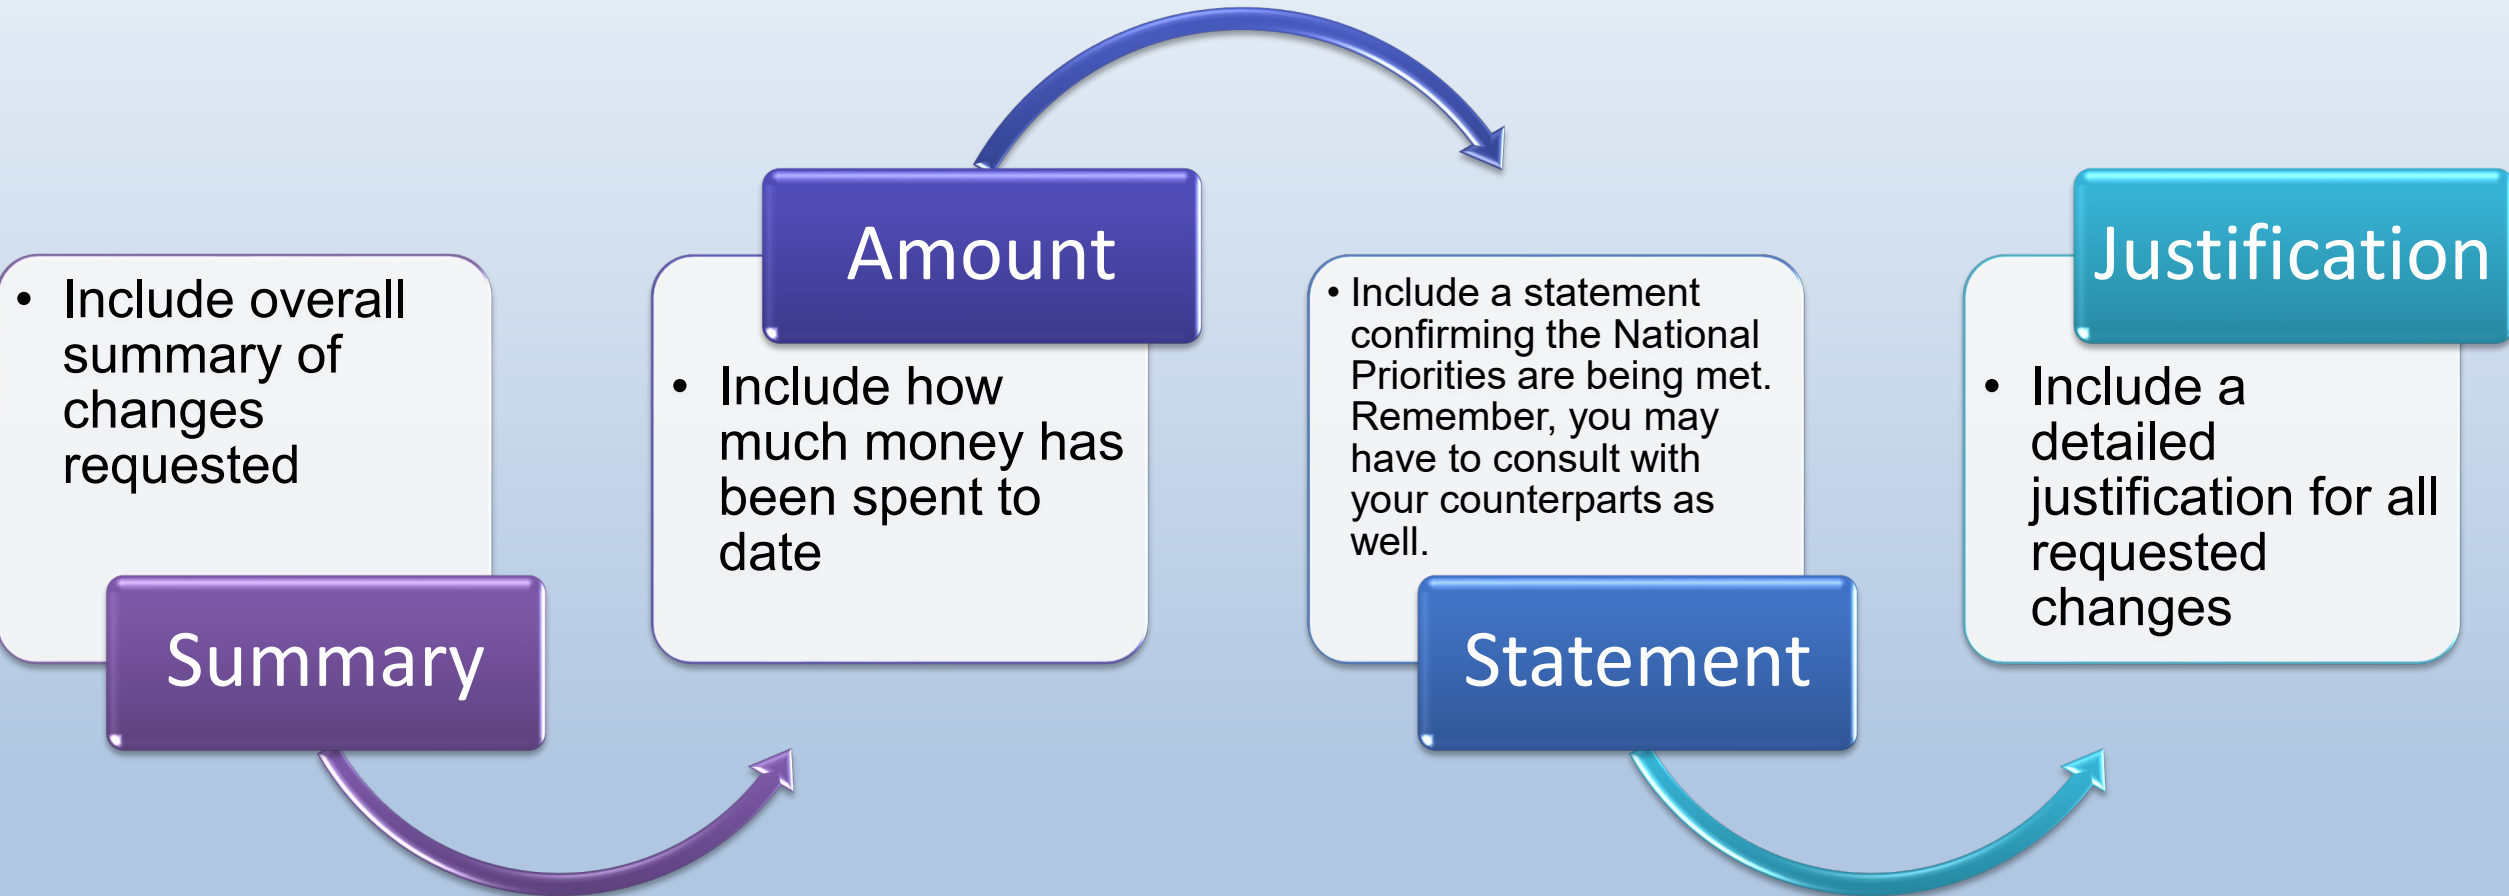 • Include overall
summary of
changes
requested
Summary
Amount
• Include how
much money has
been spent to
date
• Include a statement
confirming the National
Priorities are being met.
Remember, you may
have to consult with
your counterparts as
well.
Statement
Justification
• Include a
detailed
justification for all
requested
changes